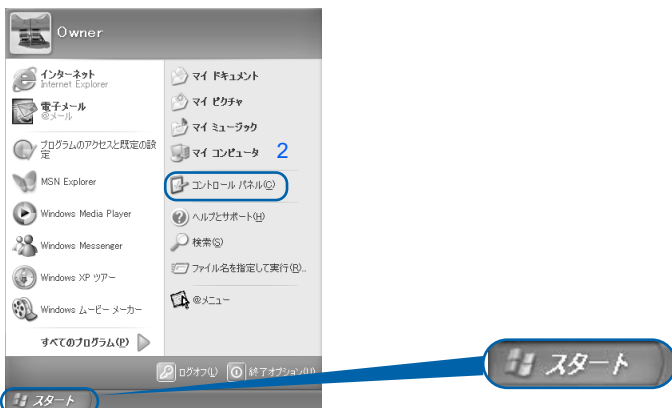 Owner
インターネット
Internet Explorer
電子メール
@メール
プログラムのアクセスと既定の設
定
MSN Explorer
Windows Media Player
Windows Messenger
Windows XP ツアー
Windows ムービー メーカー
すべてのプログラム(P)
マイ ドキュメント
マイ ピクチャ
マイ ミュージック
マイ コンピュータ
2
コントロール パネル(C)
ヘルプとサポート(H)
検索(S)
ファイル名を指定して実行(R)...
@メニュー
ログオフ(L)
終了オプション(U)
スタート
スタート